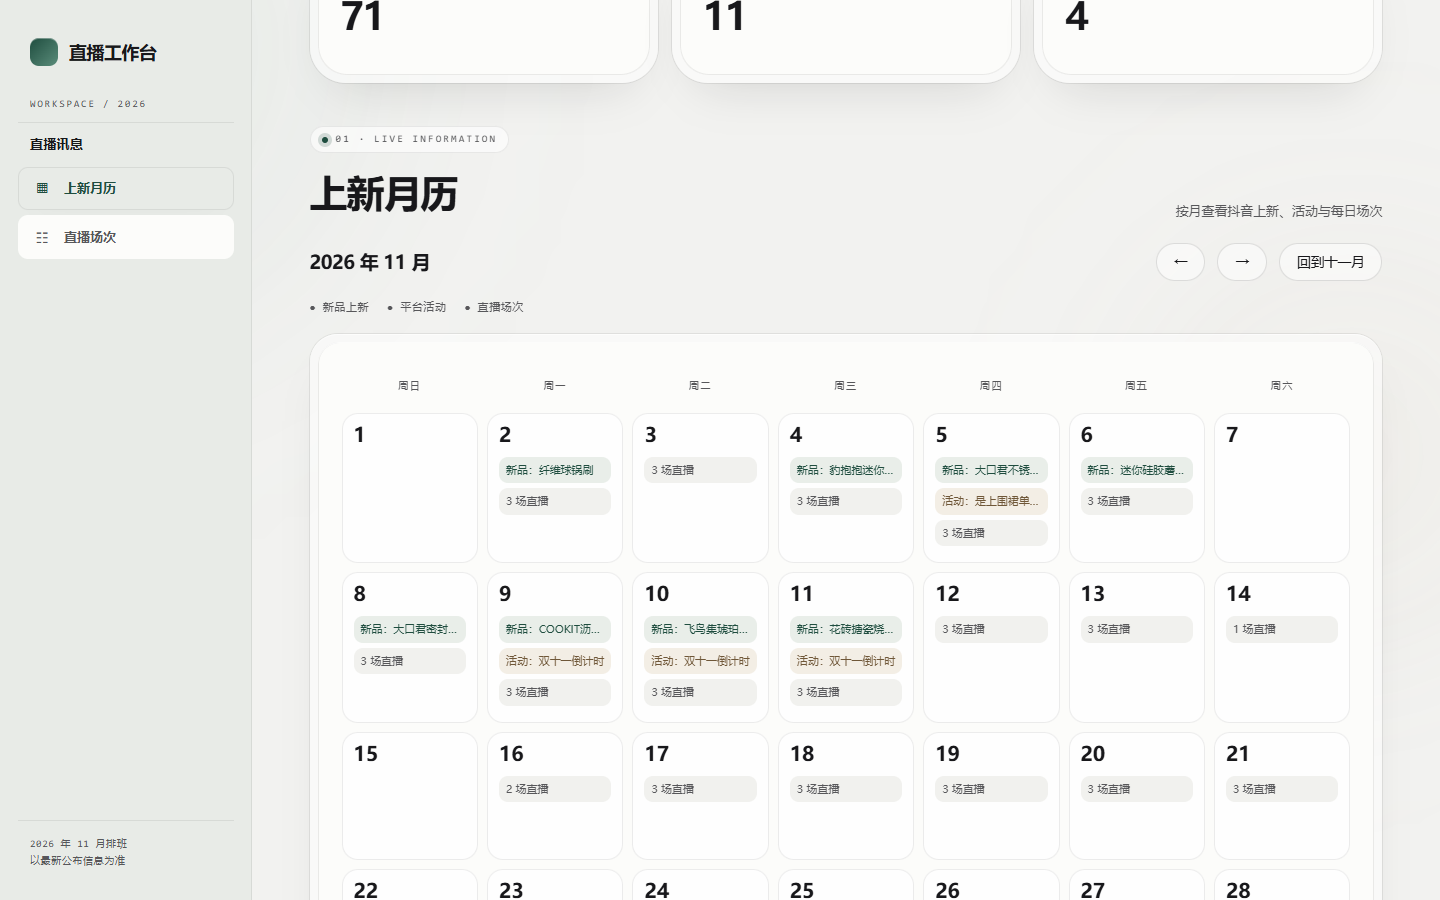 直播工作台
WORKSPACE / 2026
直播讯息
上新月历
直播场次
2026 年 11 月排班
以最新公布信息为准
71
11
4
01 · LIVE INFORMATION
上新月历
按月查看抖音上新、活动与每日场次
2026 年 11 月
← → 回到十一月
新品上新 平台活动 直播场次
周日 周一 周二 周三 周四 周五 周六
1
2
新品：纤维球锅刷
3 场直播
3
3 场直播
4
新品：豹抱抱迷你...
3 场直播
5
新品：大口君不锈...
活动：是上围裙单...
3 场直播
6
新品：迷你硅胶蘑...
3 场直播
7
8
新品：大口君密封...
3 场直播
9
新品：COOKIT沥...
活动：双十一倒计时
3 场直播
10
新品：飞鸟集琥珀...
活动：双十一倒计时
3 场直播
11
新品：花砖搪瓷烧...
活动：双十一倒计时
3 场直播
12
3 场直播
13
3 场直播
14
1 场直播
15
16
2 场直播
17
3 场直播
18
3 场直播
19
3 场直播
20
3 场直播
21
3 场直播
22
23
24
25
26
27
28